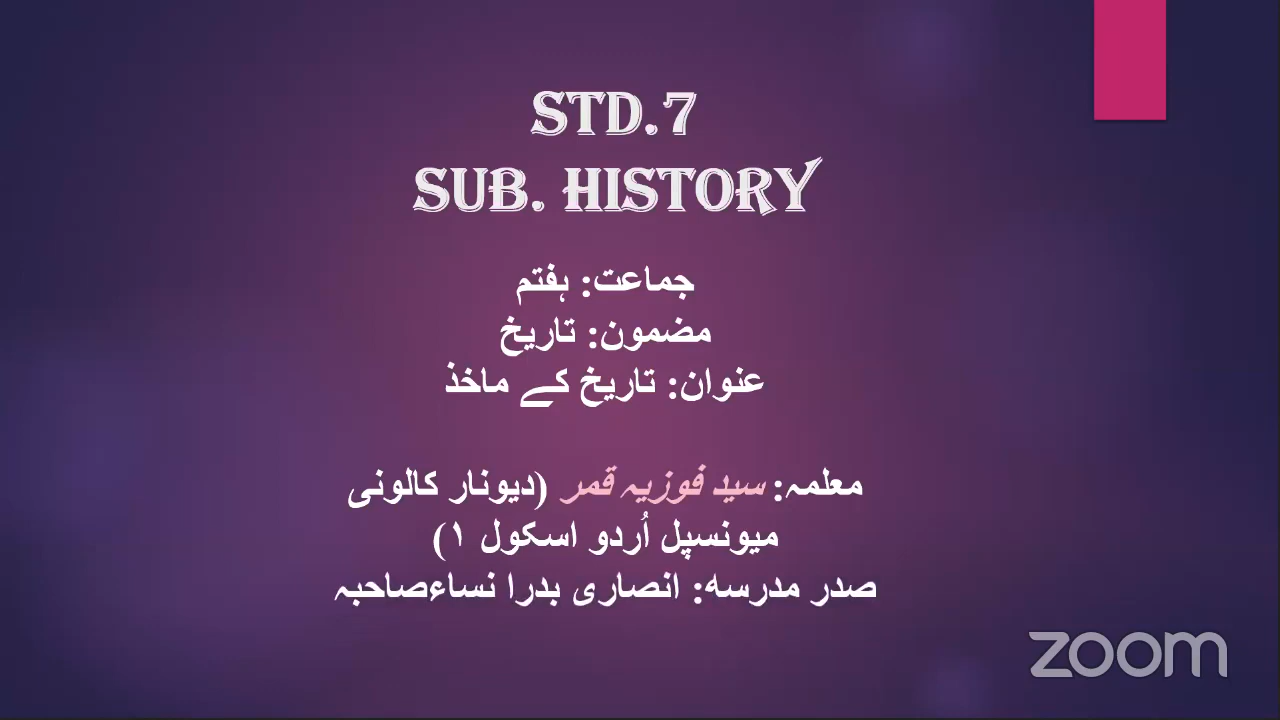 STD.7
SUB. HISTORY
جماعت: ہفتم
مضمون: تاریخ
عنوان: تاریخ کے ماخذ
معلمہ: سید فوزیہ قمر (دیونار کالونی
میونسپل اُردو اسکول ۱)
صدر مدرسہ: انصاری بدرا نساءصاحبہ
zoom